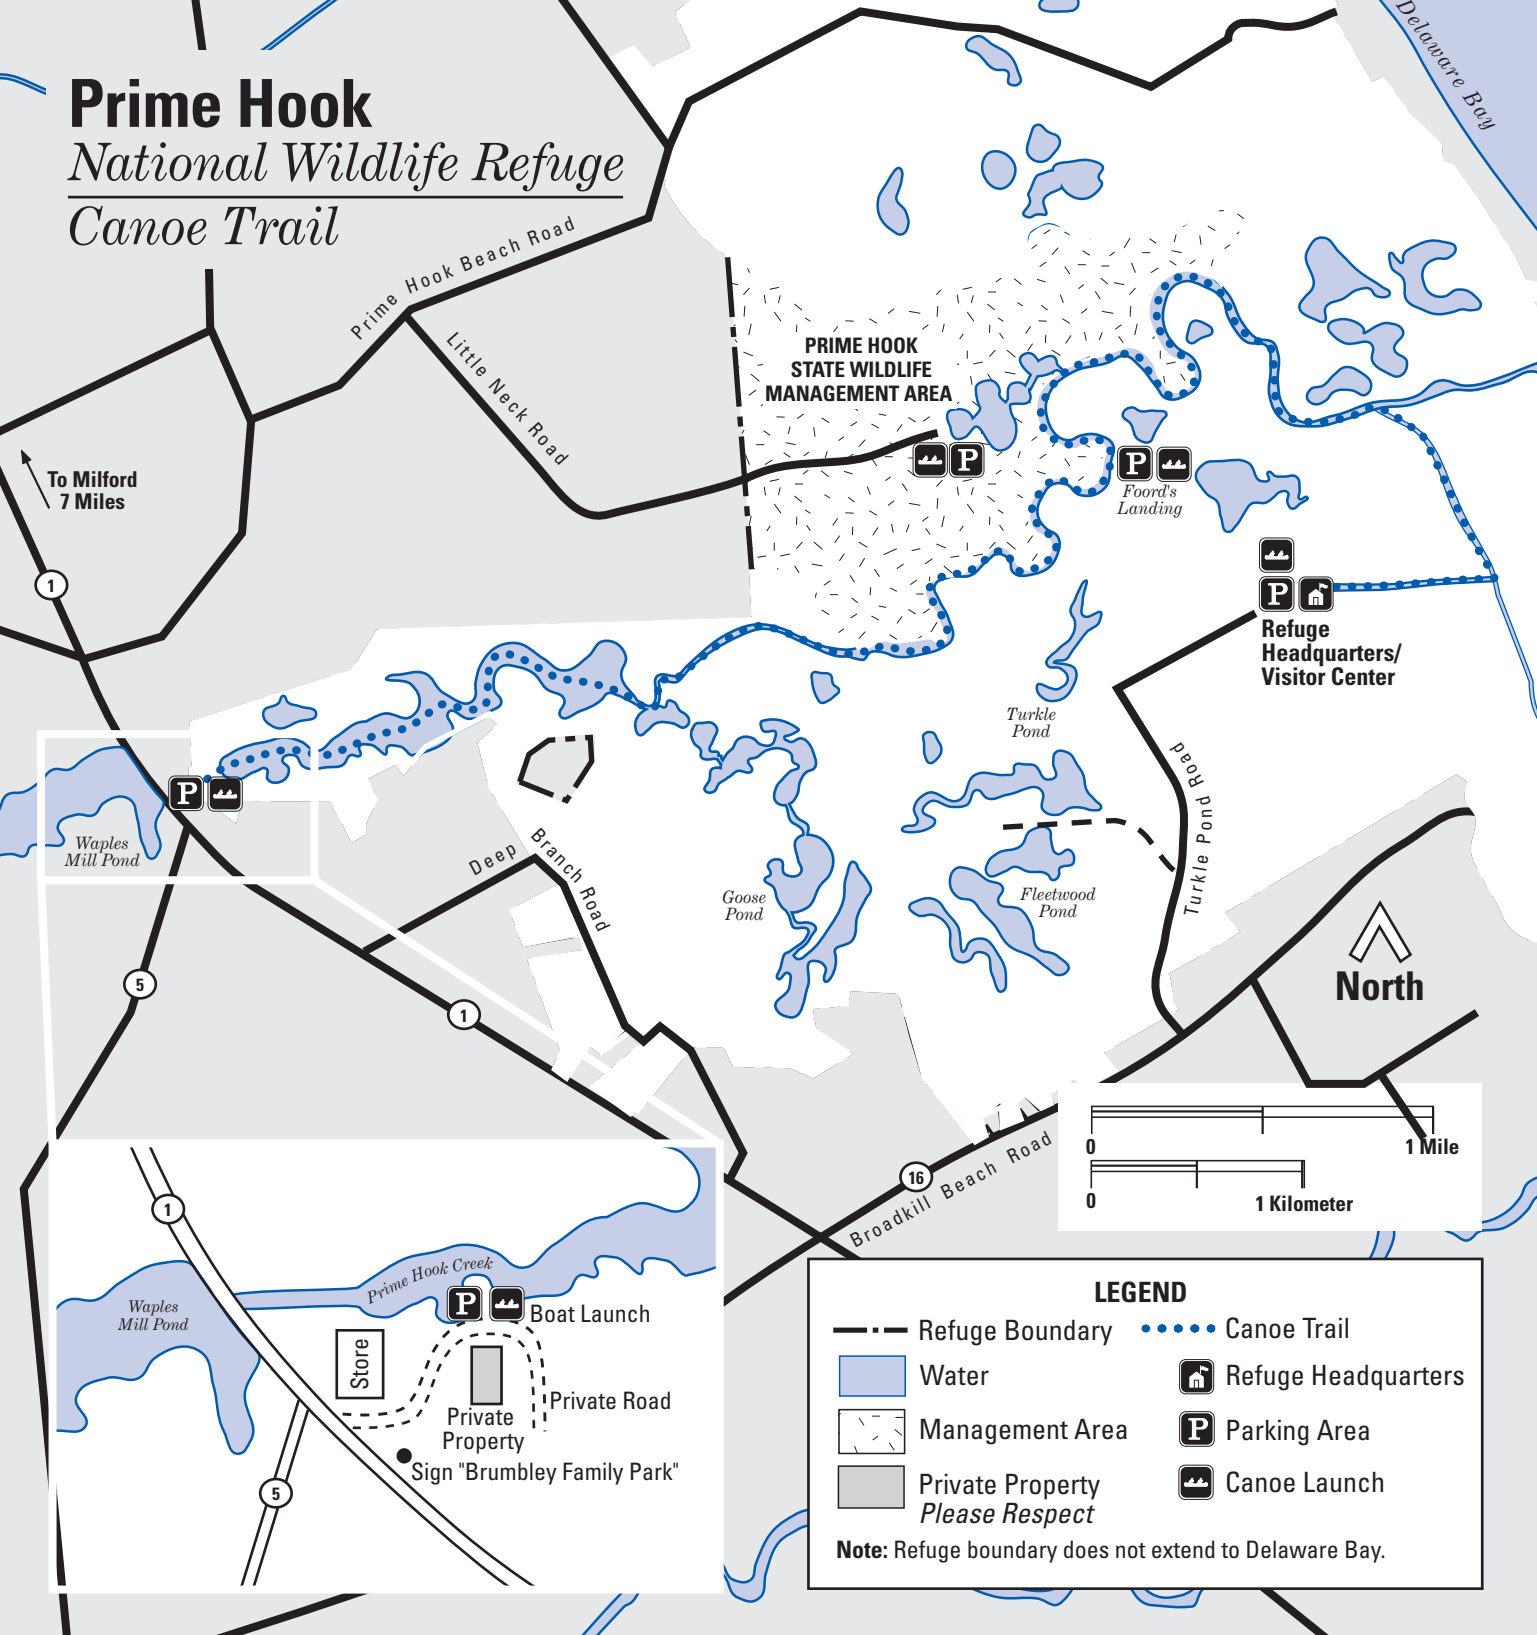 Prime Hook
National Wildlife Refuge
Canoe Trail
Delaware Bay
Prime Hook Beach Road
Little Neck Road
PRIME HOOK
STATE WILDLIFE
MANAGEMENT AREA
To Milford
7 Miles
1
P
P
Foord's
Landing
P
Refuge
Headquarters/
Visitor Center
Turkle
Pond
Turkle Pond Road
P
Waples
Mill Pond
Deep Branch Road
Goose
Pond
Fleetwood
Pond
5
1
North
0
1 Mile
0
1 Kilometer
16
Broadkill Beach Road
1
Prime Hook Creek
Waples
Mill Pond
P
Boat Launch
Store
Private Road
Private
Property
Sign "Brumbley Family Park"
5
LEGEND
Refuge Boundary
Canoe Trail
Water
Refuge Headquarters
Management Area
P
Parking Area
Private Property
Please Respect
Canoe Launch
Note: Refuge boundary does not extend to Delaware Bay.